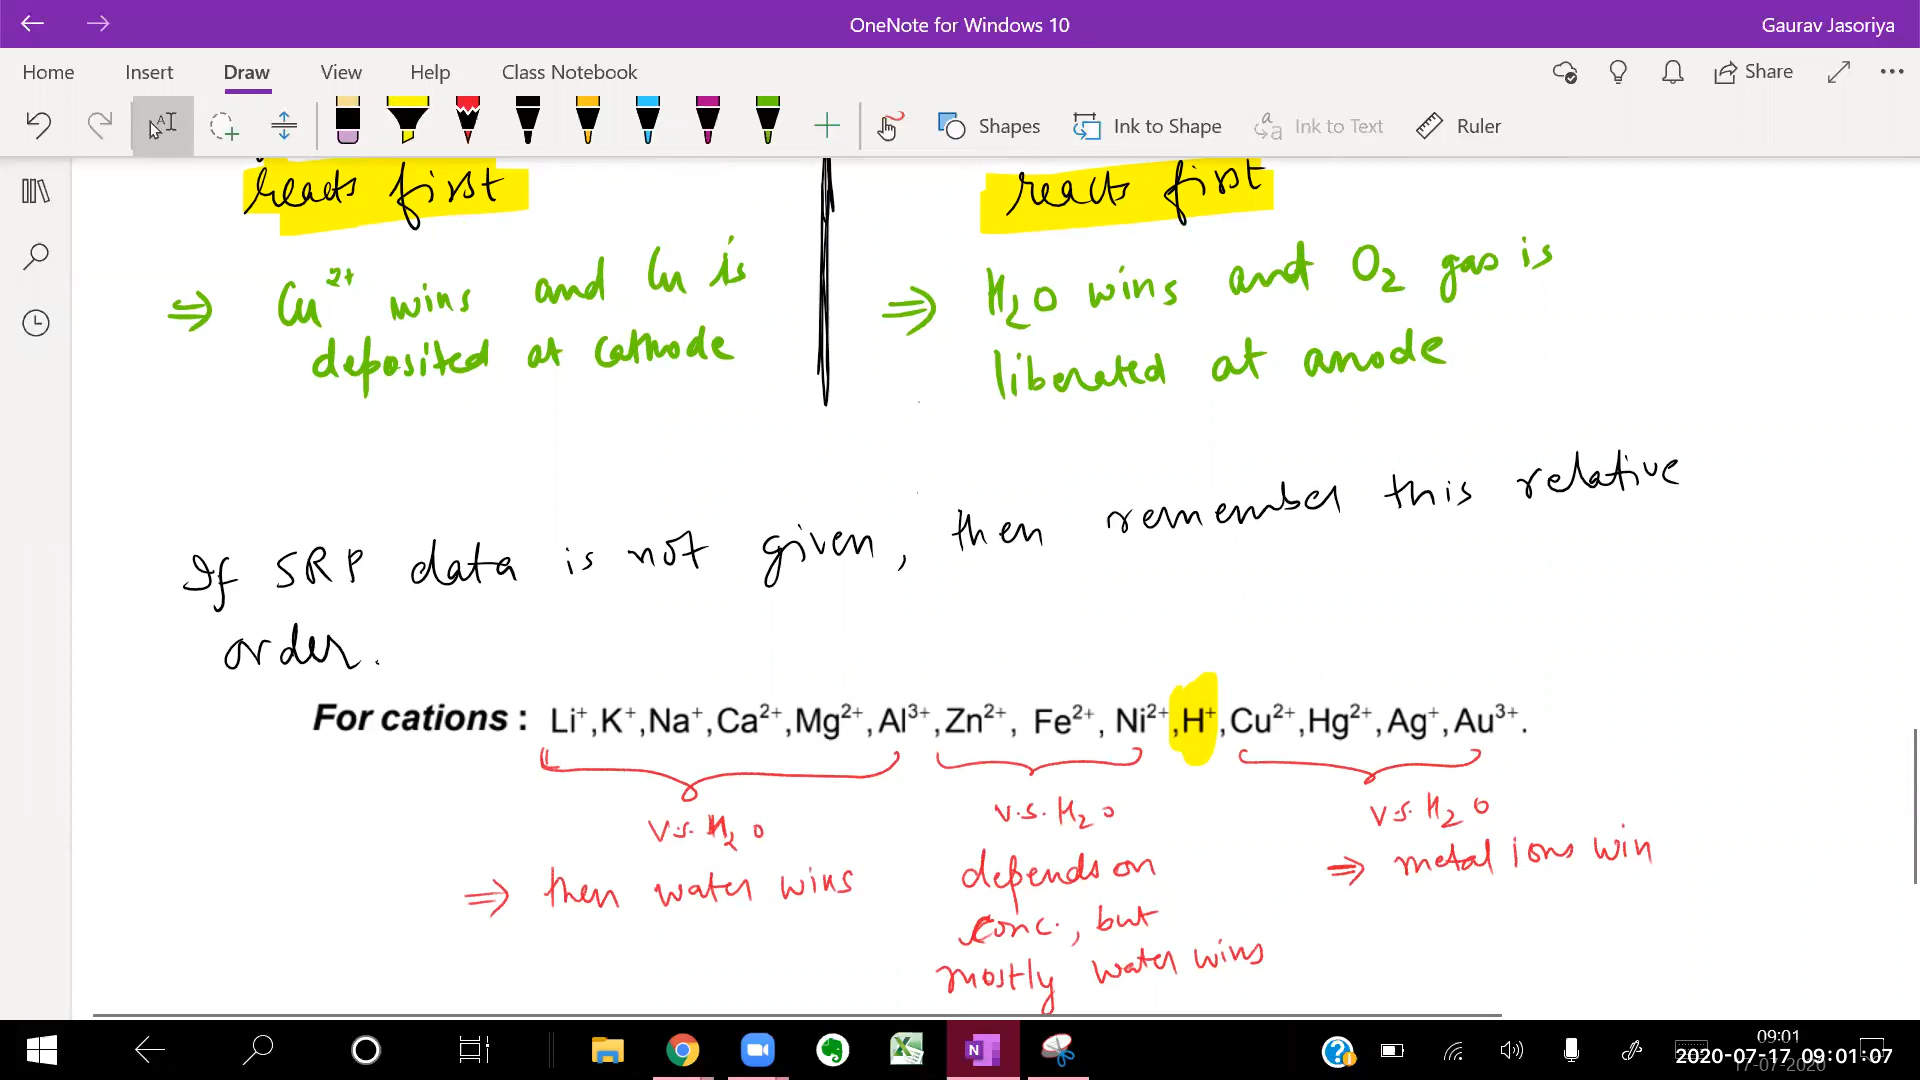 OneNote for Windows 10
Gaurav Jasoriya
Home Insert Draw View Help Class Notebook Share
Shapes Ink to Shape Ink to Text Ruler
reacts first
reacts first
⇒ Cu²⁺ wins and Cu is
deposited at cathode
⇒ H₂O wins and O₂ gas is
liberated at anode
If SRP data is not given, then remember this relative
order.
For cations : Li⁺,K⁺,Na⁺,Ca²⁺,Mg²⁺,Al³⁺,Zn²⁺, Fe²⁺, Ni²⁺,H⁺,Cu²⁺,Hg²⁺,Ag⁺,Au³⁺.
v.s. H₂O
⇒ then water wins
v.s. H₂O
depends on
conc., but
mostly water wins
v.s. H₂O
⇒ metal ions win
09:01
2020-07-17 09:01:07
17-07-2020